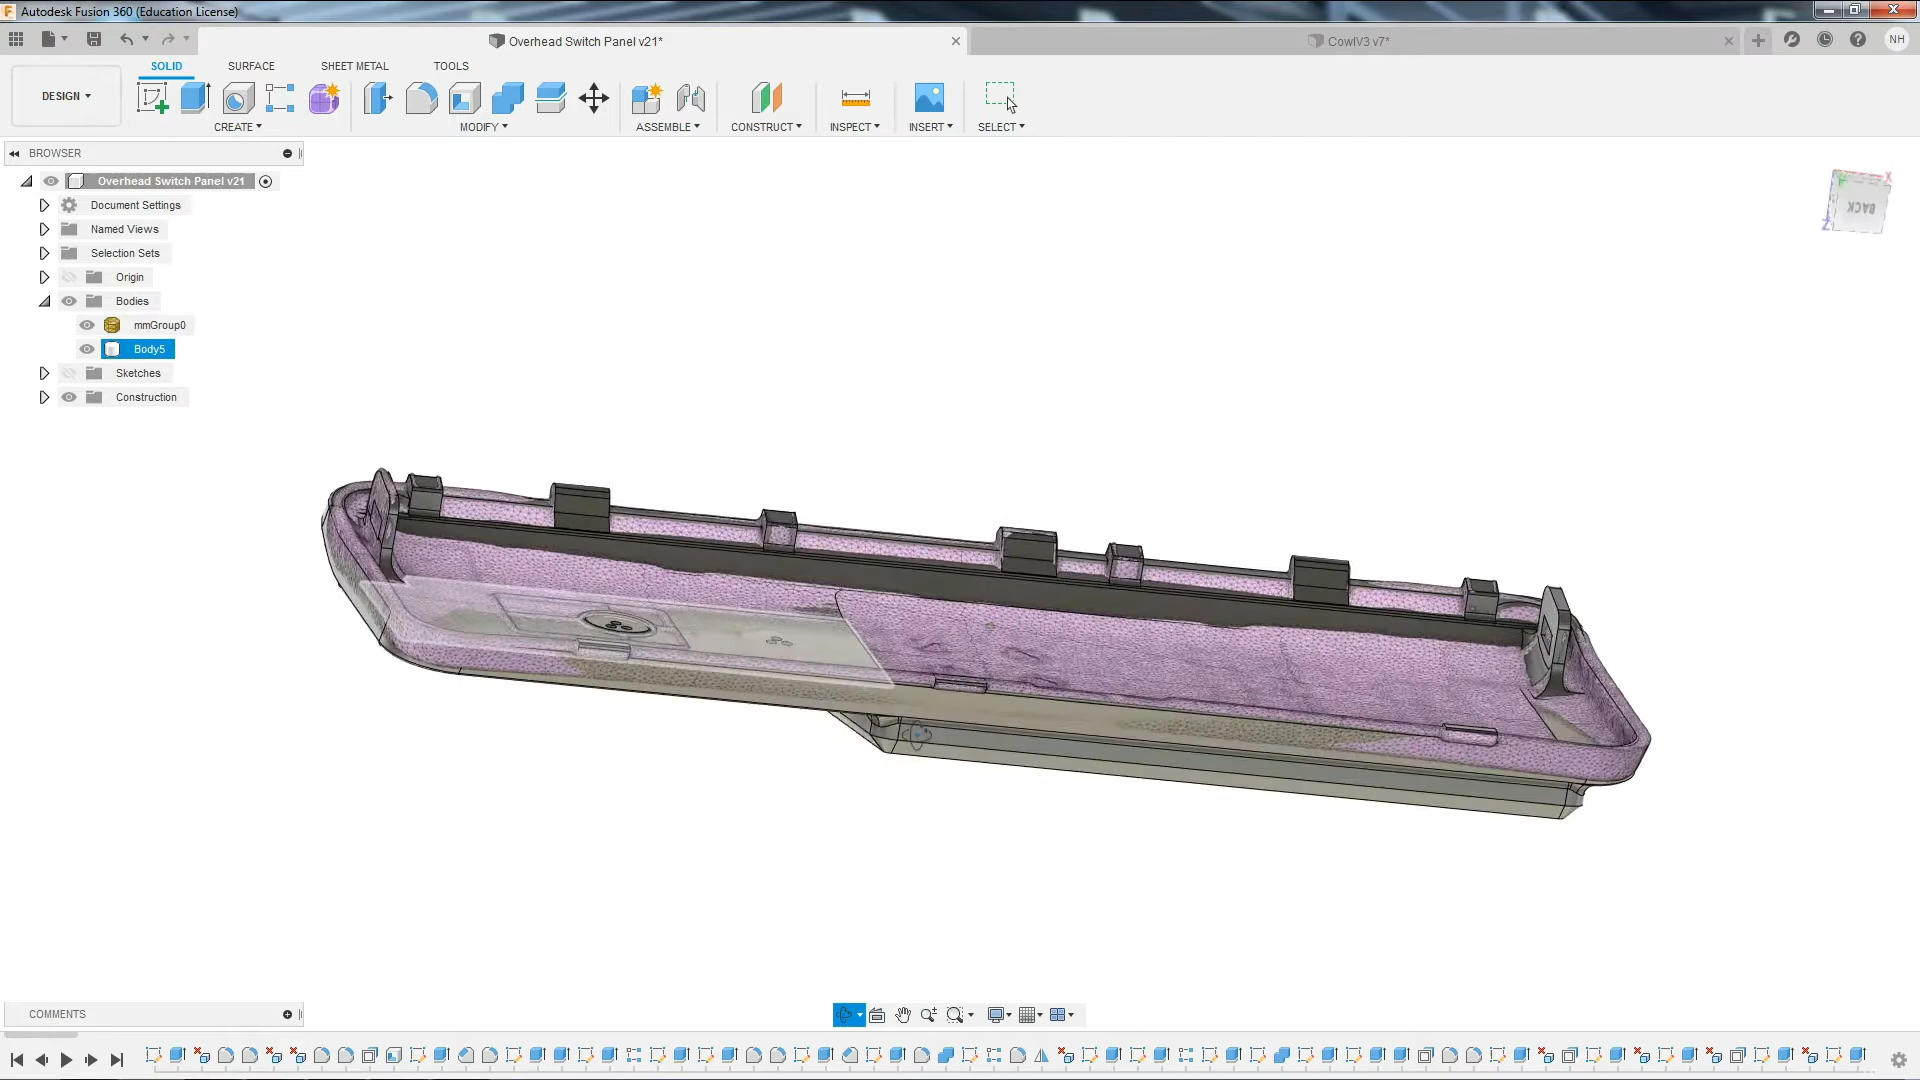 Autodesk Fusion 360 (Education License)
Overhead Switch Panel v21*
CowlV3 v7*
NH
DESIGN
SOLID
SURFACE
SHEET METAL
TOOLS
CREATE
MODIFY
ASSEMBLE
CONSTRUCT
INSPECT
INSERT
SELECT
BROWSER
Overhead Switch Panel v21
Document Settings
Named Views
Selection Sets
Origin
Bodies
mmGroup0
Body5
Sketches
Construction
X
BACK
Z
COMMENTS